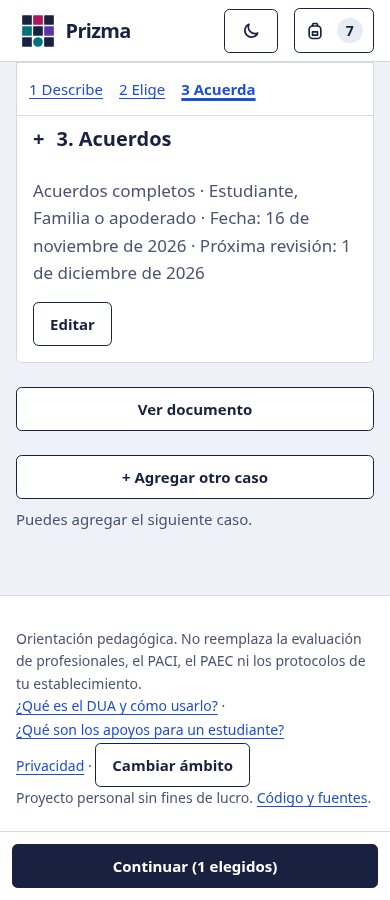 Prizma
7
1 Describe 2 Elige 3 Acuerda
+ 3. Acuerdos
Acuerdos completos · Estudiante,
Familia o apoderado · Fecha: 16 de
noviembre de 2026 · Próxima revisión: 1
de diciembre de 2026
Editar
Ver documento
+ Agregar otro caso
Puedes agregar el siguiente caso.
Orientación pedagógica. No reemplaza la evaluación
de profesionales, el PACI, el PAEC ni los protocolos de
tu establecimiento.
¿Qué es el DUA y cómo usarlo? ·
¿Qué son los apoyos para un estudiante?
Privacidad · Cambiar ámbito
Proyecto personal sin fines de lucro. Código y fuentes.
Continuar (1 elegidos)